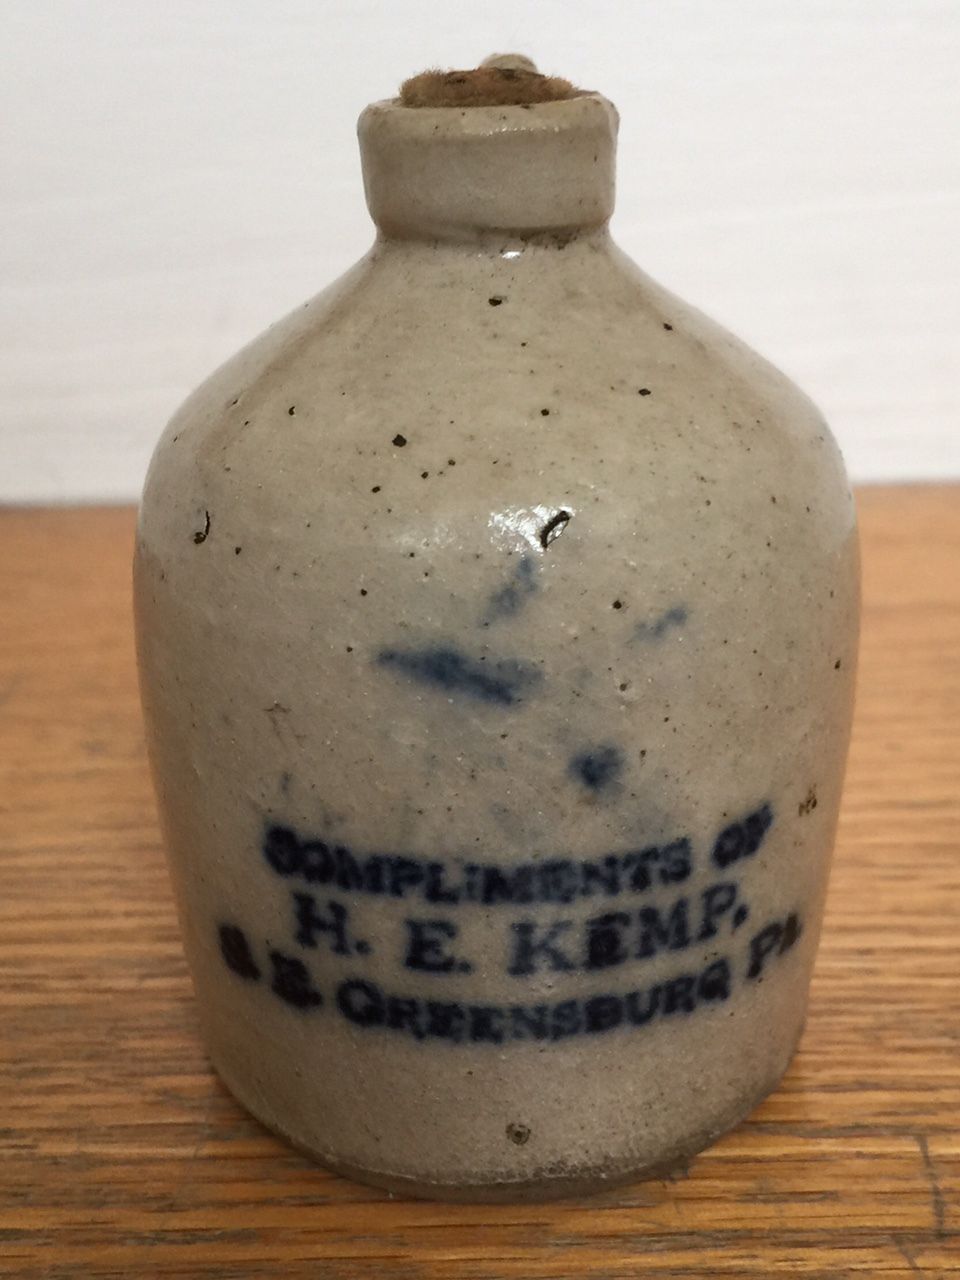 COMPLIMENTS OF
H. E. KEMP,
GREENSBURG PA.